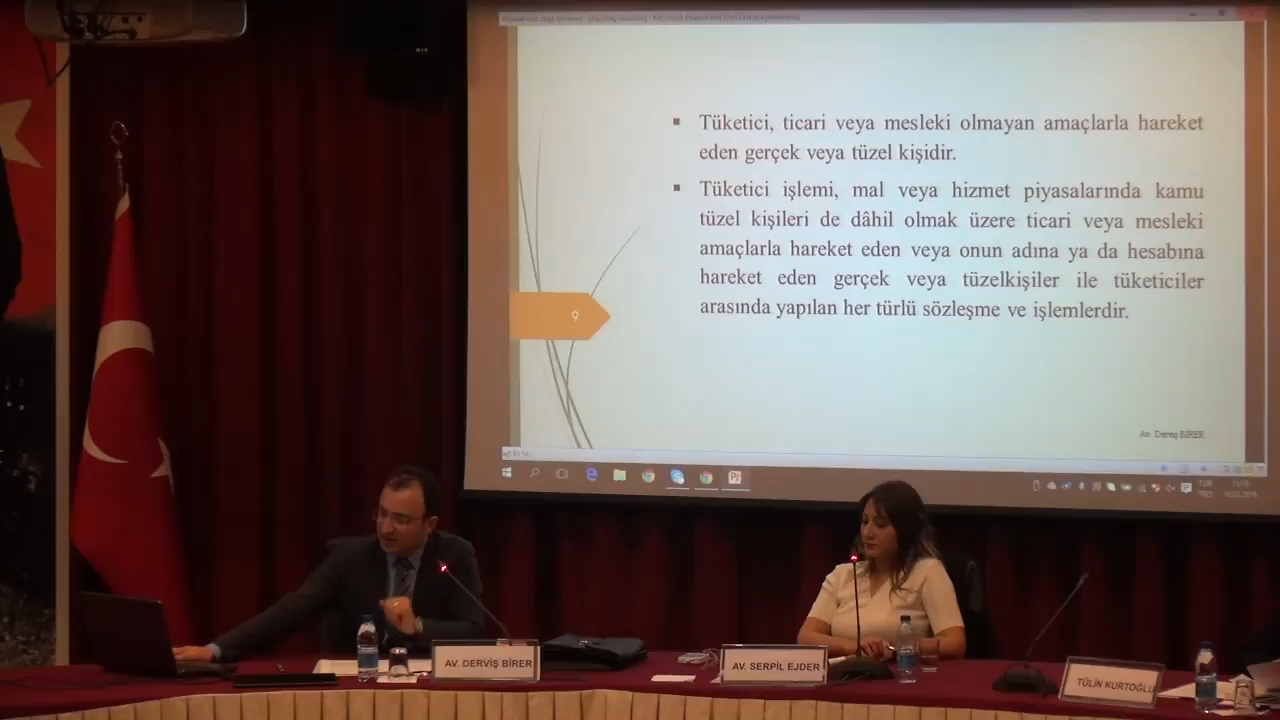 Tüketici, ticari veya mesleki olmayan amaçlarla hareket
eden gerçek veya tüzel kişidir.
Tüketici işlemi, mal veya hizmet piyasalarında kamu
tüzel kişileri de dâhil olmak üzere ticari veya mesleki
amaçlarla hareket eden veya onun adına ya da hesabına
hareket eden gerçek veya tüzelkişiler ile tüketiciler
arasında yapılan her türlü sözleşme ve işlemlerdir.
9
Av. Derviş BİRER
AV. DERVİŞ BİRER
AV. SERPIL EJDER
TÜLİN KURTOĞLU